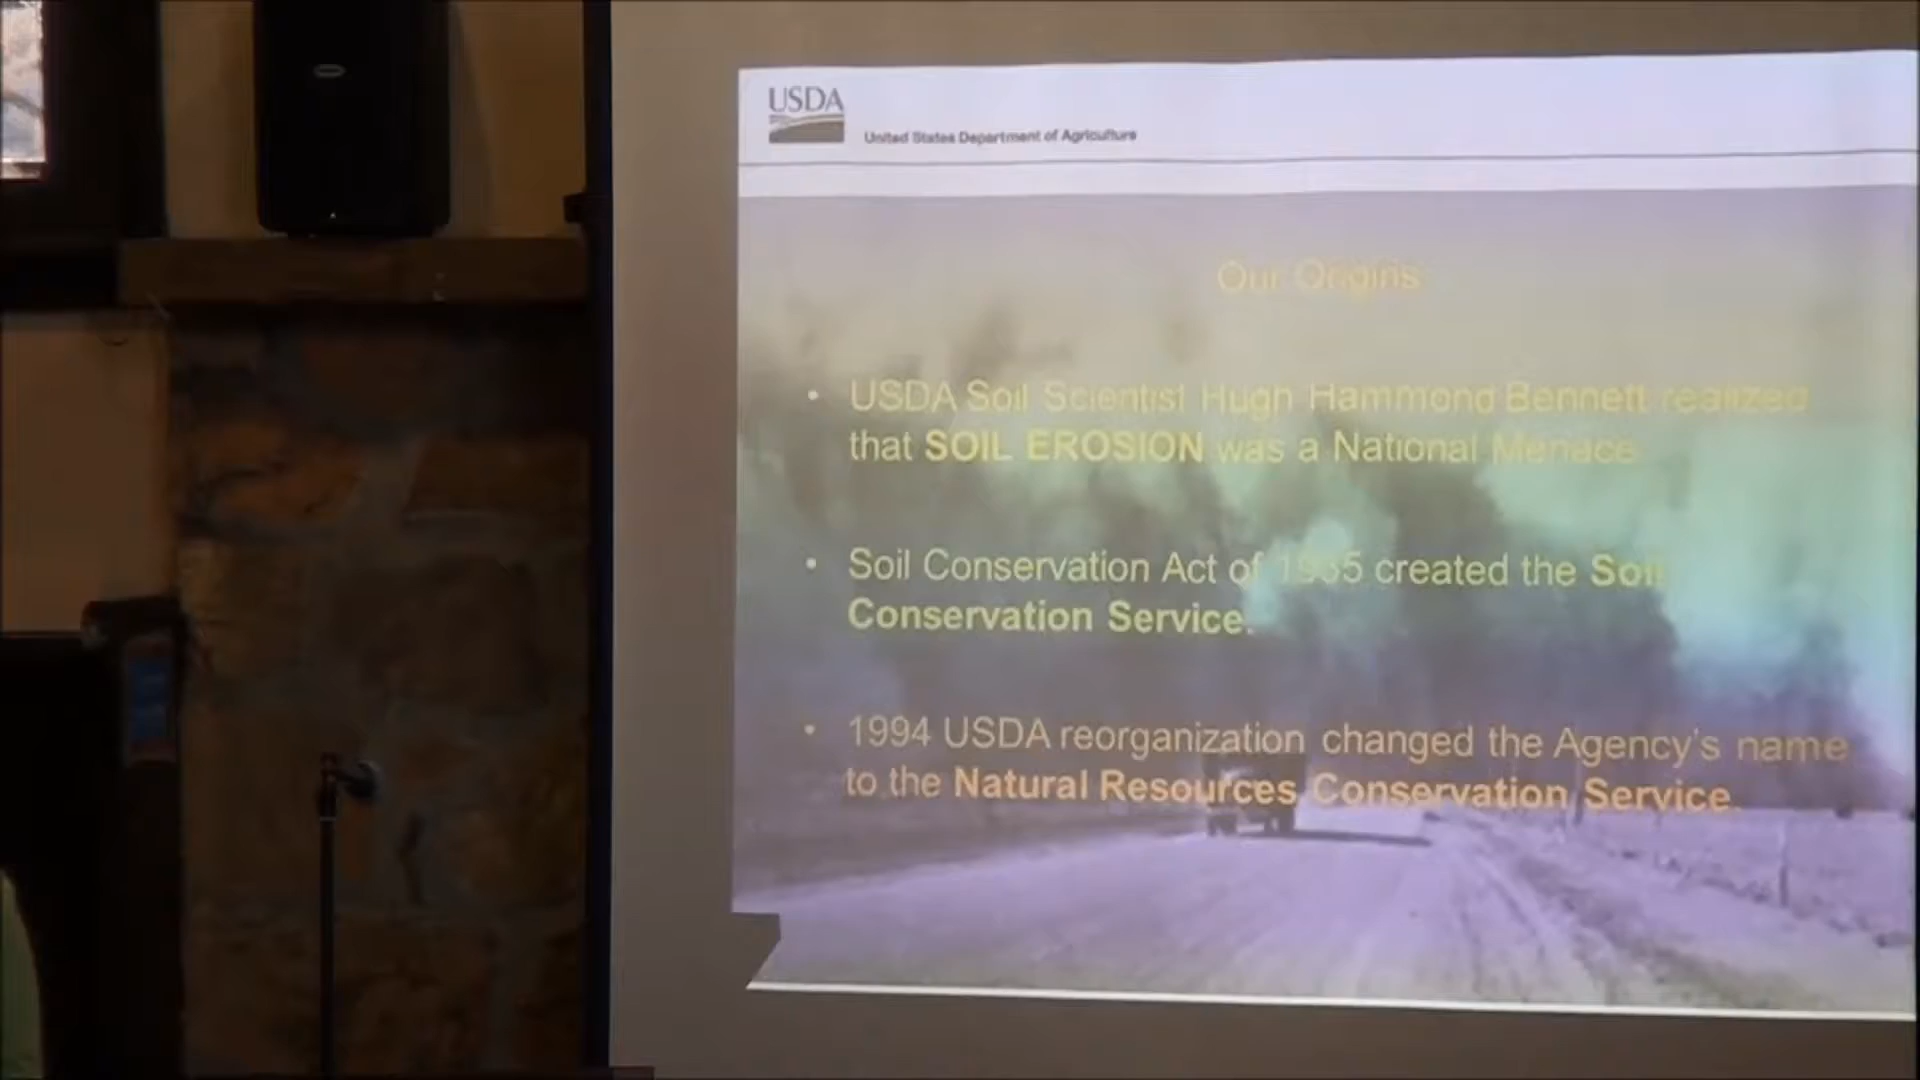 USDA
United States Department of Agriculture
Our Origins
• USDA Soil Scientist Hugh Hammond Bennett realized
that SOIL EROSION was a National Menace
• Soil Conservation Act of 1935 created the Soil
Conservation Service.
• 1994 USDA reorganization changed the Agency's name
to the Natural Resources Conservation Service.